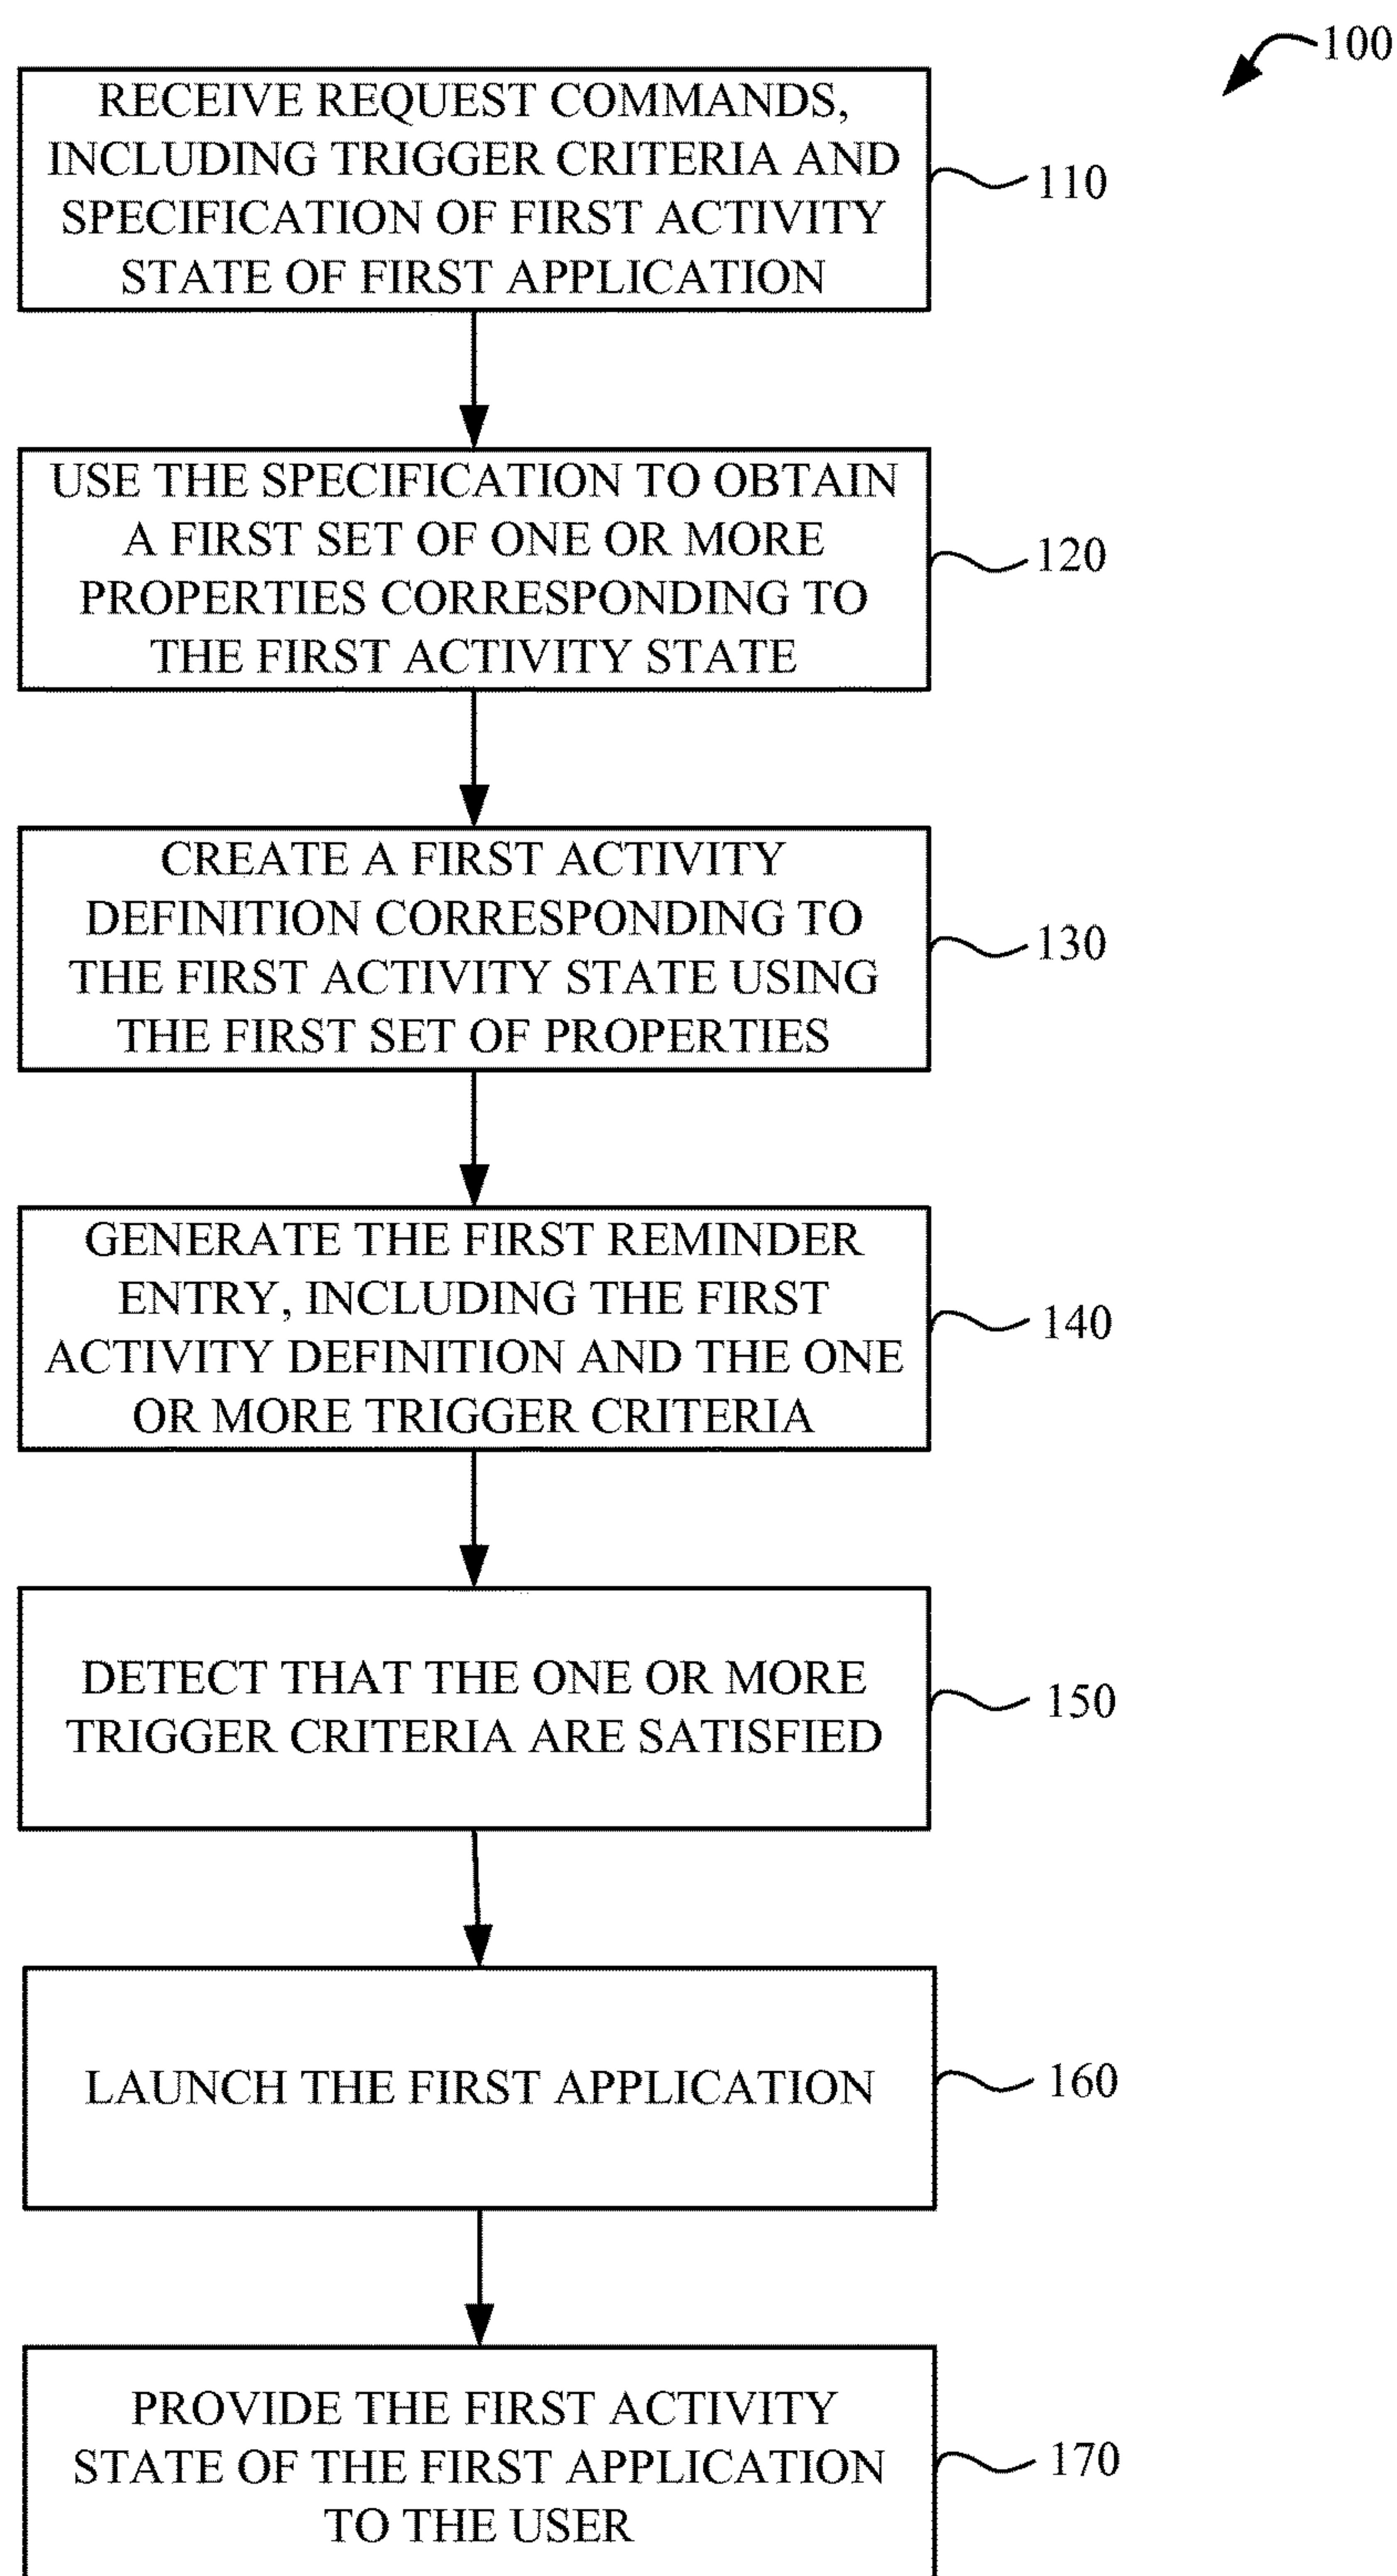 100
RECEIVE REQUEST COMMANDS,
INCLUDING TRIGGER CRITERIA AND
SPECIFICATION OF FIRST ACTIVITY
STATE OF FIRST APPLICATION
110
USE THE SPECIFICATION TO OBTAIN
A FIRST SET OF ONE OR MORE
PROPERTIES CORRESPONDING TO
THE FIRST ACTIVITY STATE
120
CREATE A FIRST ACTIVITY
DEFINITION CORRESPONDING TO
THE FIRST ACTIVITY STATE USING
THE FIRST SET OF PROPERTIES
130
GENERATE THE FIRST REMINDER
ENTRY, INCLUDING THE FIRST
ACTIVITY DEFINITION AND THE ONE
OR MORE TRIGGER CRITERIA
140
DETECT THAT THE ONE OR MORE
TRIGGER CRITERIA ARE SATISFIED
150
LAUNCH THE FIRST APPLICATION
160
PROVIDE THE FIRST ACTIVITY
STATE OF THE FIRST APPLICATION
TO THE USER
170